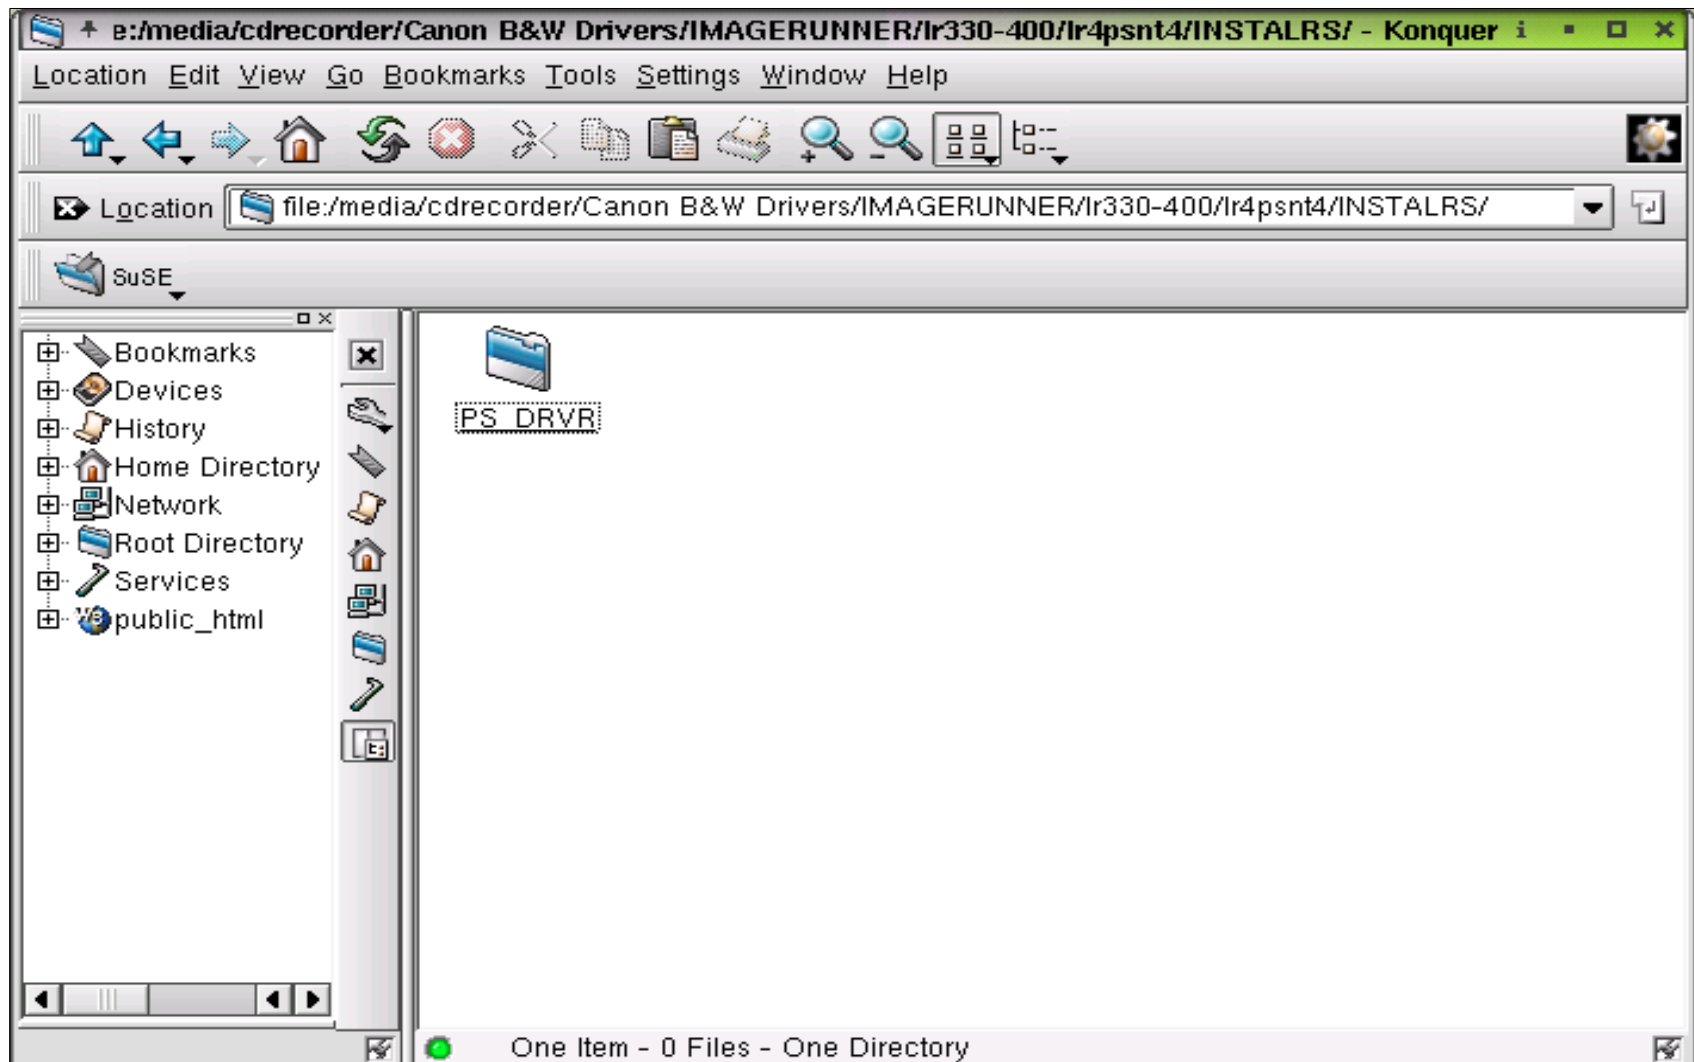 e:/media/cdrecorder/Canon B&W Drivers/IMAGERUNNER/Ir330-400/Ir4psnt4/INSTALRS/ - Konquer
Location Edit View Go Bookmarks Tools Settings Window Help
Location file:/media/cdrecorder/Canon B&W Drivers/IMAGERUNNER/Ir330-400/Ir4psnt4/INSTALRS/
SuSE
Bookmarks
Devices
History
Home Directory
Network
Root Directory
Services
public_html
PS_DRVR
One Item - 0 Files - One Directory